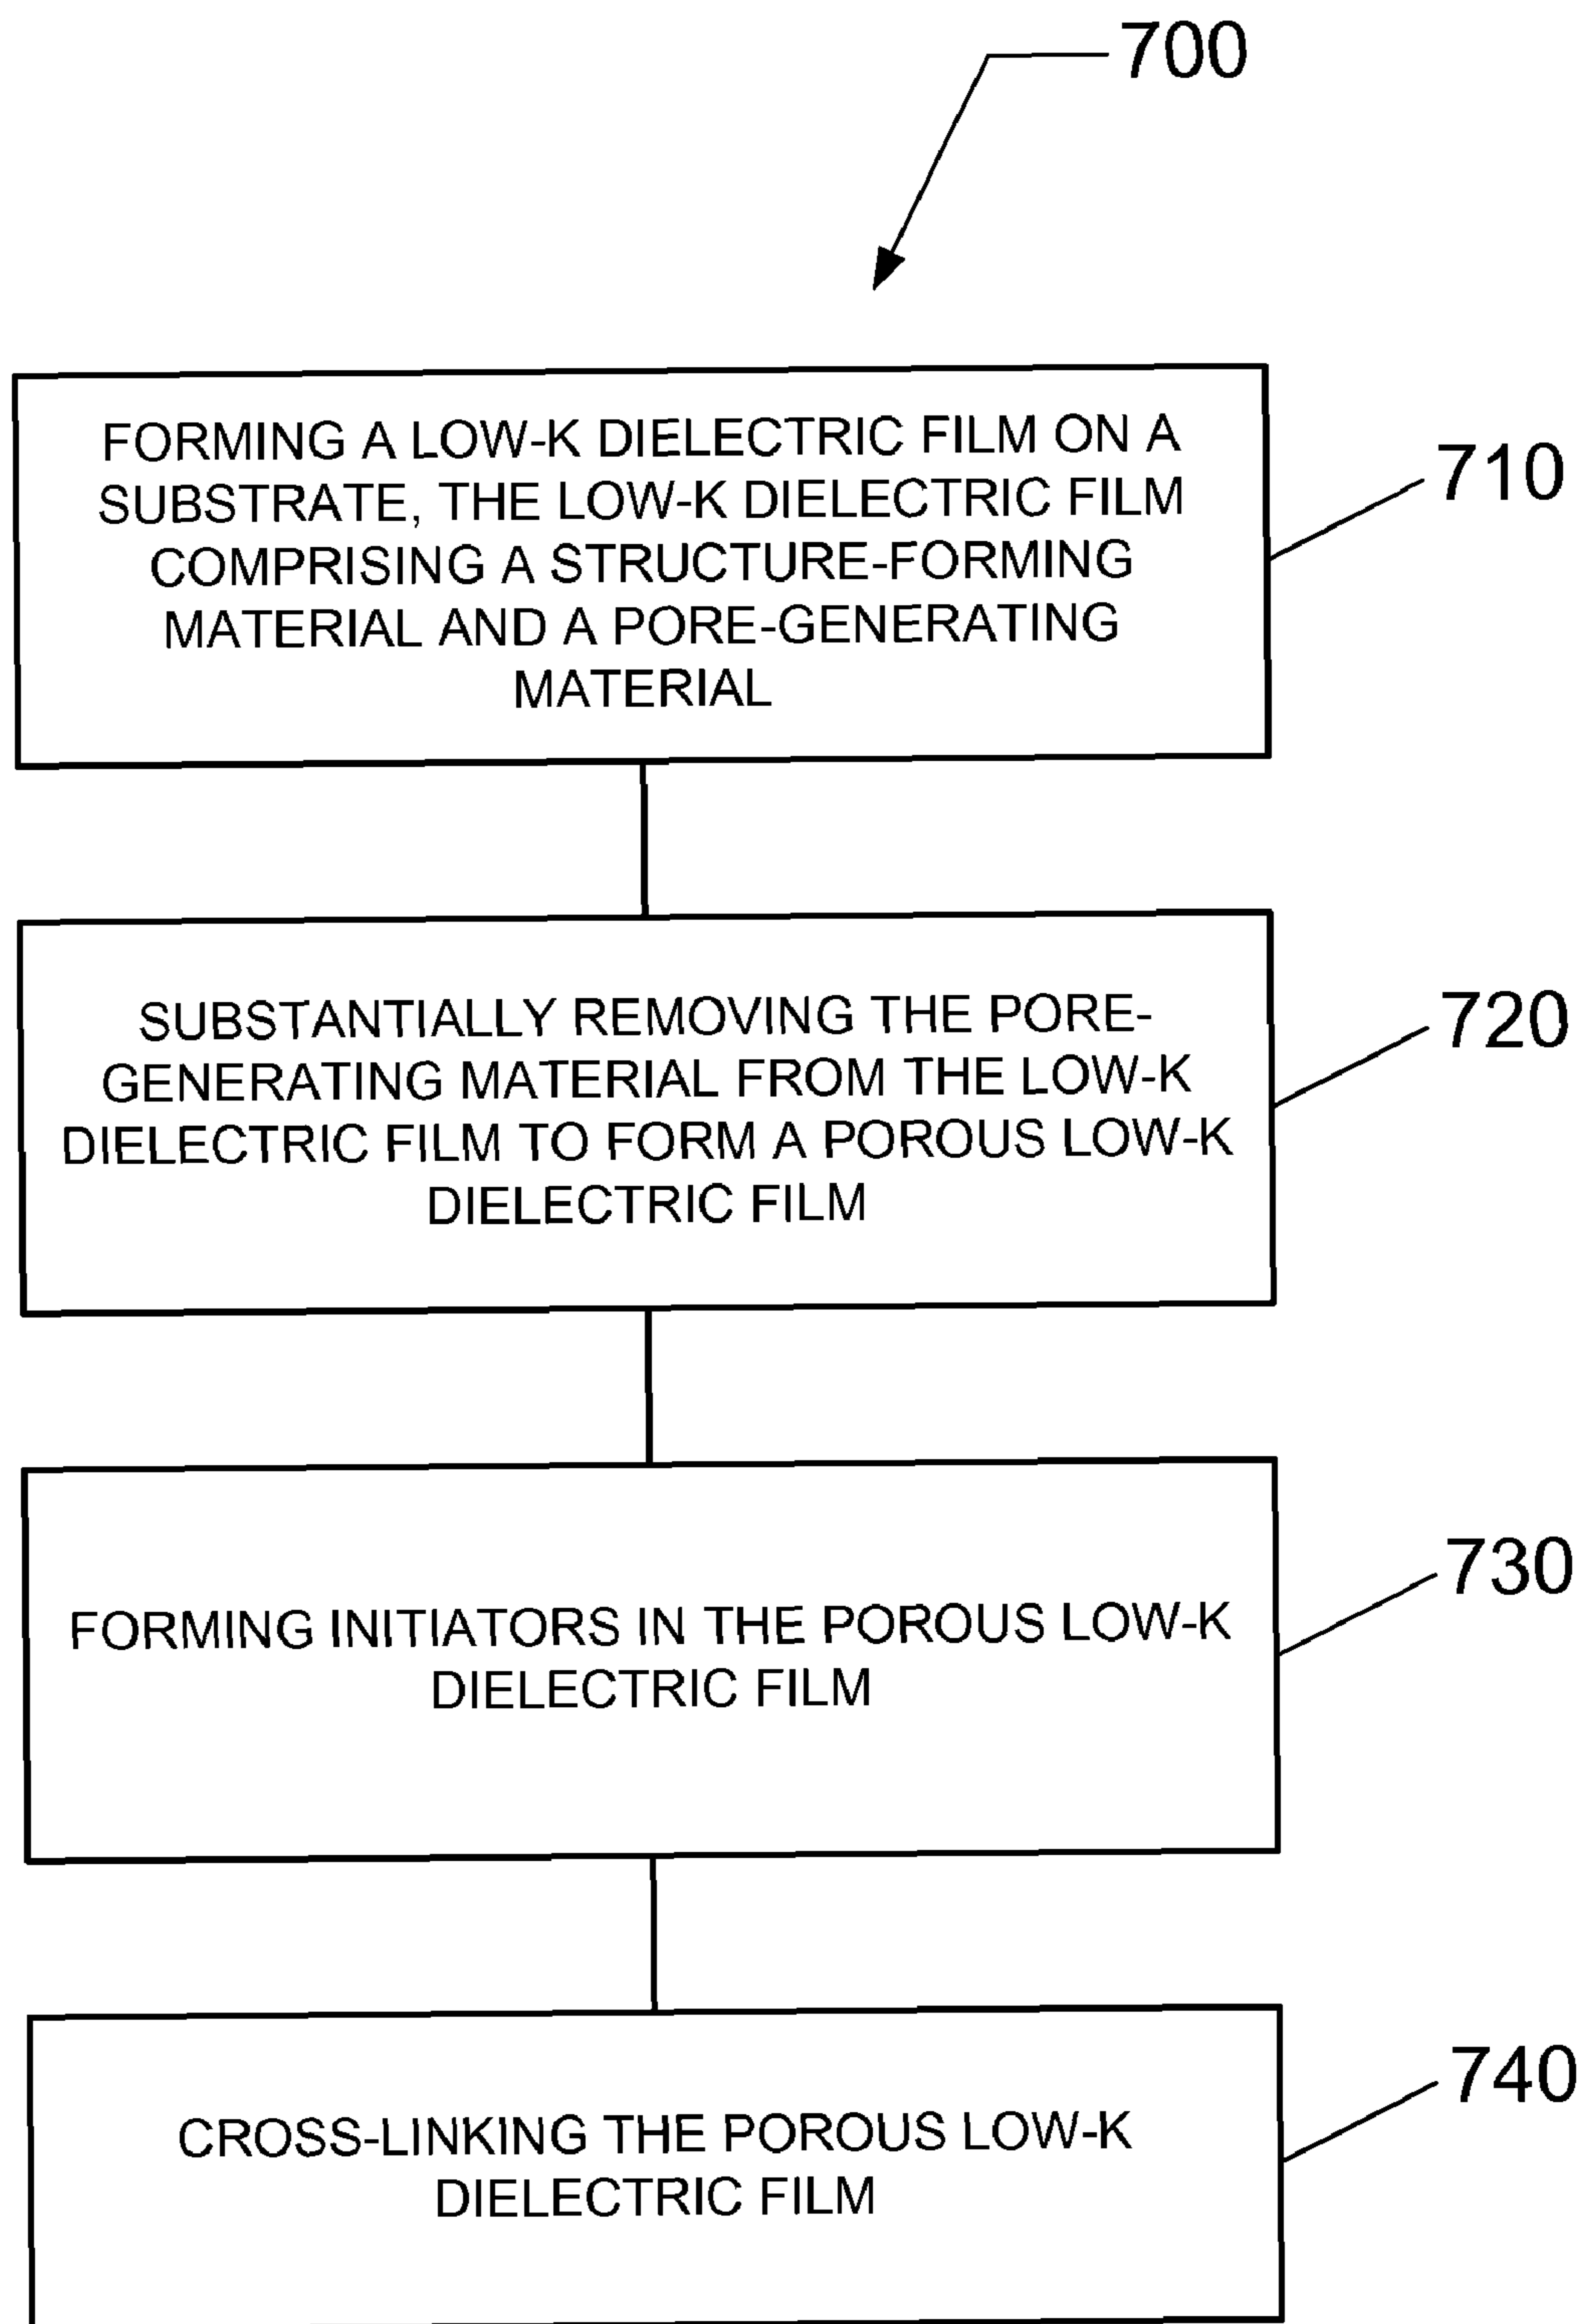 700
FORMING A LOW-K DIELECTRIC FILM ON A
SUBSTRATE, THE LOW-K DIELECTRIC FILM
COMPRISING A STRUCTURE-FORMING
MATERIAL AND A PORE-GENERATING
MATERIAL
710
SUBSTANTIALLY REMOVING THE PORE-
GENERATING MATERIAL FROM THE LOW-K
DIELECTRIC FILM TO FORM A POROUS LOW-K
DIELECTRIC FILM
720
FORMING INITIATORS IN THE POROUS LOW-K
DIELECTRIC FILM
730
CROSS-LINKING THE POROUS LOW-K
DIELECTRIC FILM
740